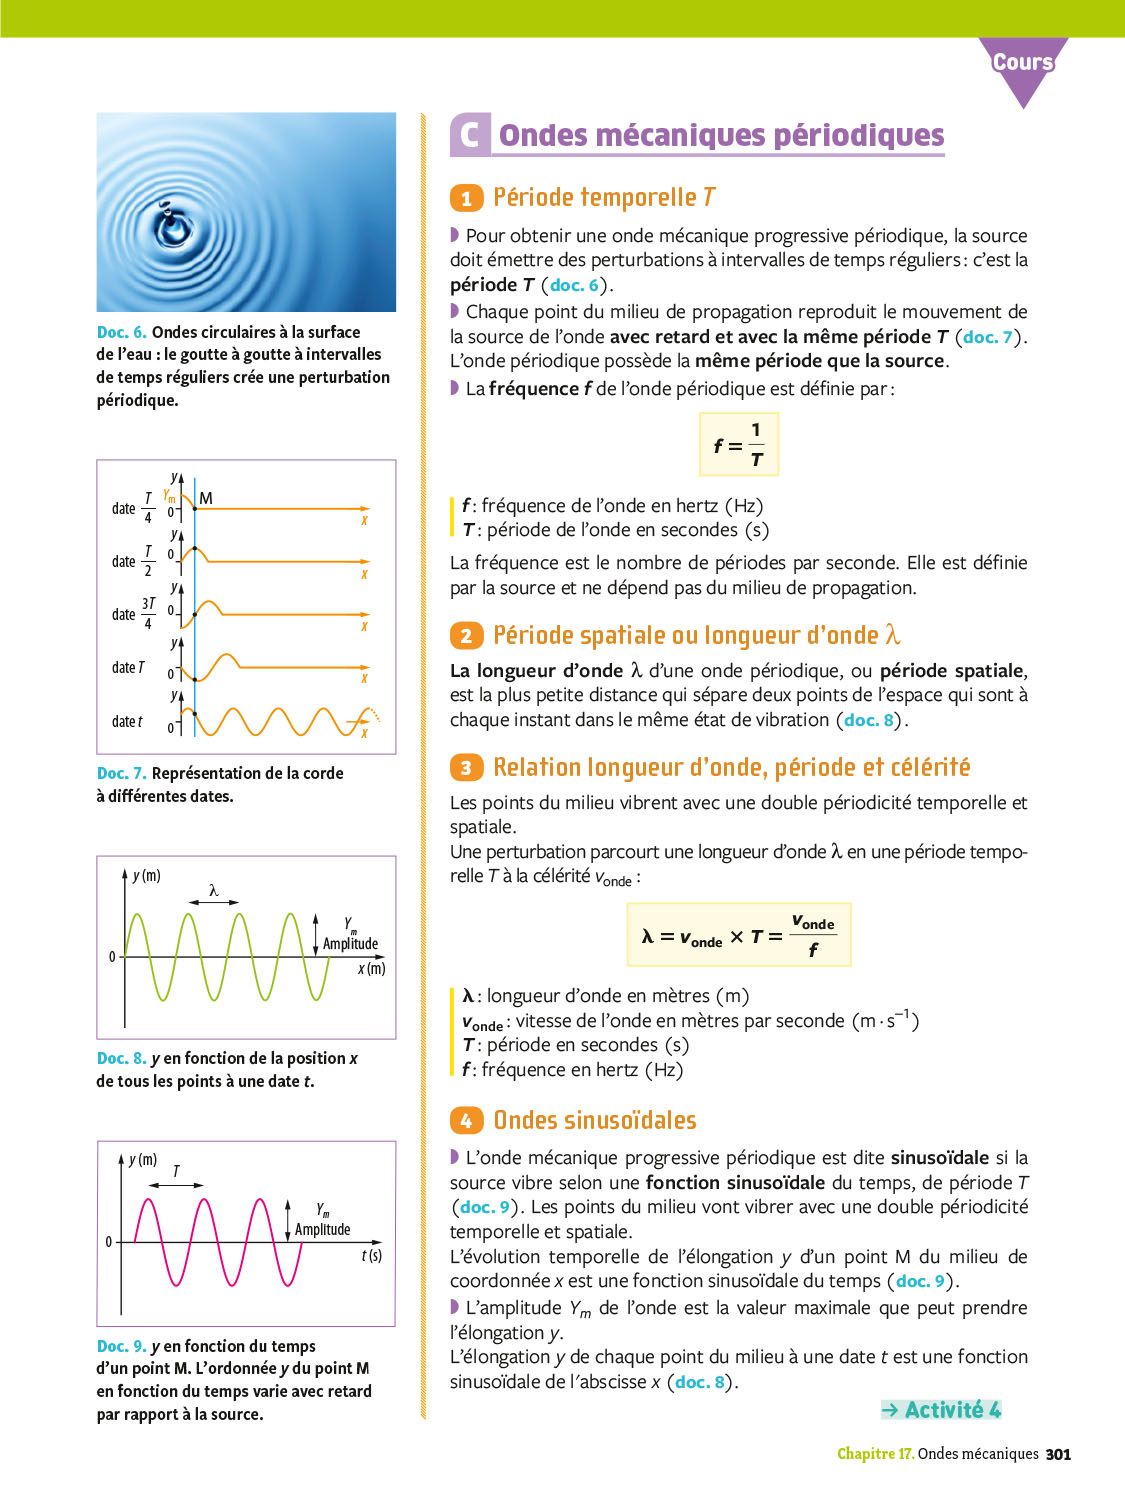 Cours
Doc. 6. Ondes circulaires à la surface
de l’eau : le goutte à goutte à intervalles
de temps réguliers crée une perturbation
périodique.
y
date T/4
Yₘ
0
M
x
y
date T/2
0
x
y
date 3T/4
0
x
y
date T
0
x
y
date t
0
x
Doc. 7. Représentation de la corde
à différentes dates.
y (m)
λ
Yₘ
Amplitude
0
x (m)
Doc. 8. y en fonction de la position x
de tous les points à une date t.
y (m)
T
Yₘ
Amplitude
0
t (s)
Doc. 9. y en fonction du temps
d’un point M. L’ordonnée y du point M
en fonction du temps varie avec retard
par rapport à la source.
C Ondes mécaniques périodiques
1 Période temporelle T
◗ Pour obtenir une onde mécanique progressive périodique, la source
doit émettre des perturbations à intervalles de temps réguliers : c’est la
période T (doc. 6).
◗ Chaque point du milieu de propagation reproduit le mouvement de
la source de l’onde avec retard et avec la même période T (doc. 7).
L’onde périodique possède la même période que la source.
◗ La fréquence f de l’onde périodique est définie par :
f = 1/T
f : fréquence de l’onde en hertz (Hz)
T : période de l’onde en secondes (s)
La fréquence est le nombre de périodes par seconde. Elle est définie
par la source et ne dépend pas du milieu de propagation.
2 Période spatiale ou longueur d’onde λ
La longueur d’onde λ d’une onde périodique, ou période spatiale,
est la plus petite distance qui sépare deux points de l’espace qui sont à
chaque instant dans le même état de vibration (doc. 8).
3 Relation longueur d’onde, période et célérité
Les points du milieu vibrent avec une double périodicité temporelle et
spatiale.
Une perturbation parcourt une longueur d’onde λ en une période tempo-
relle T à la célérité v onde :
λ = v onde × T = v onde/f
λ : longueur d’onde en mètres (m)
v onde : vitesse de l’onde en mètres par seconde (m · s⁻¹)
T : période en secondes (s)
f : fréquence en hertz (Hz)
4 Ondes sinusoïdales
◗ L’onde mécanique progressive périodique est dite sinusoïdale si la
source vibre selon une fonction sinusoïdale du temps, de période T
(doc. 9). Les points du milieu vont vibrer avec une double périodicité
temporelle et spatiale.
L’évolution temporelle de l’élongation y d’un point M du milieu de
coordonnée x est une fonction sinusoïdale du temps (doc. 9).
◗ L’amplitude Yₘ de l’onde est la valeur maximale que peut prendre
l’élongation y.
L’élongation y de chaque point du milieu à une date t est une fonction
sinusoïdale de l’abscisse x (doc. 8).
→ Activité 4
Chapitre 17. Ondes mécaniques 301